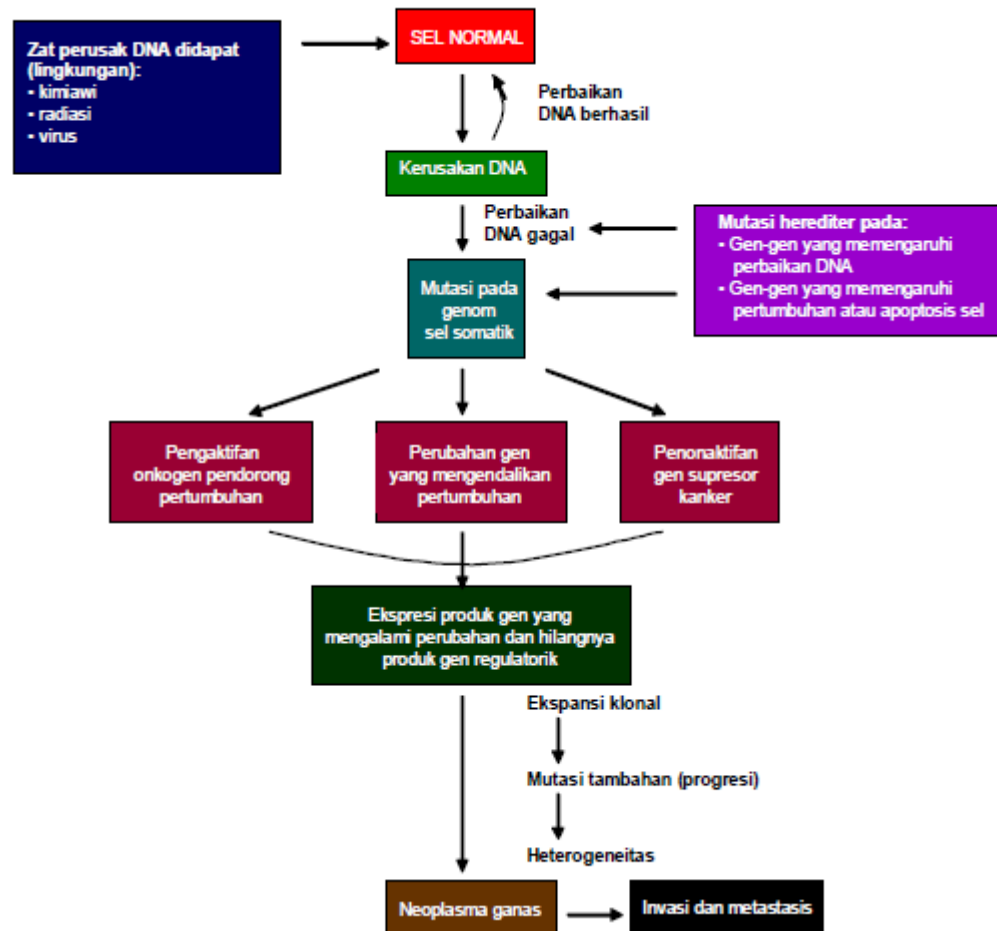 SEL NORMAL
Zat perusak DNA didapat
(lingkungan):
• kimiawi
• radiasi
• virus
Perbaikan
DNA berhasil
Kerusakan DNA
Perbaikan
DNA gagal
Mutasi herediter pada:
• Gen-gen yang memengaruhi
perbaikan DNA
• Gen-gen yang memengaruhi
pertumbuhan atau apoptosis sel
Mutasi pada
genom
sel somatik
Pengaktifan
onkogen pendorong
pertumbuhan
Perubahan gen
yang mengendalikan
pertumbuhan
Penonaktifan
gen supresor
kanker
Ekspresi produk gen yang
mengalami perubahan dan hilangnya
produk gen regulatorik
Ekspansi klonal
Mutasi tambahan (progresi)
Heterogeneitas
Neoplasma ganas
Invasi dan metastasis